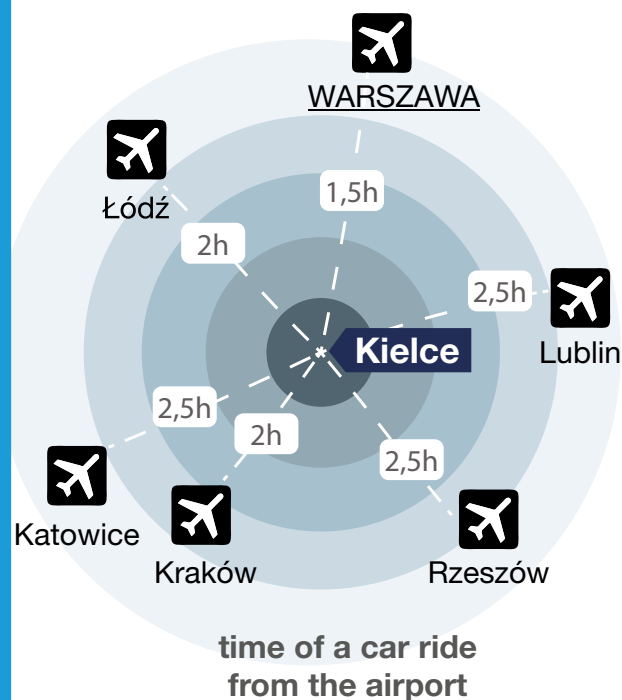 WARSZAWA
Łódź
1,5h
2h
2,5h
Kielce
Lublin
2,5h
2h
2,5h
Katowice
Kraków
Rzeszów
time of a car ride
from the airport